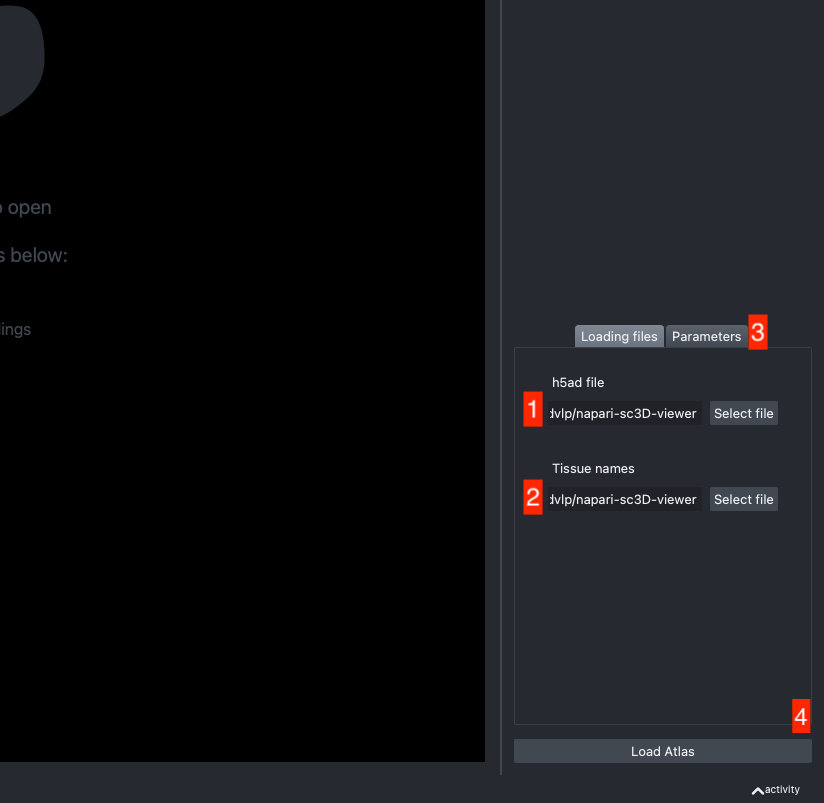 open
below:
Loading files
Parameters
3
h5ad file
1
dvlp/napari-sc3D-viewer
Select file
Tissue names
2
dvlp/napari-sc3D-viewer
Select file
4
Load Atlas
activity